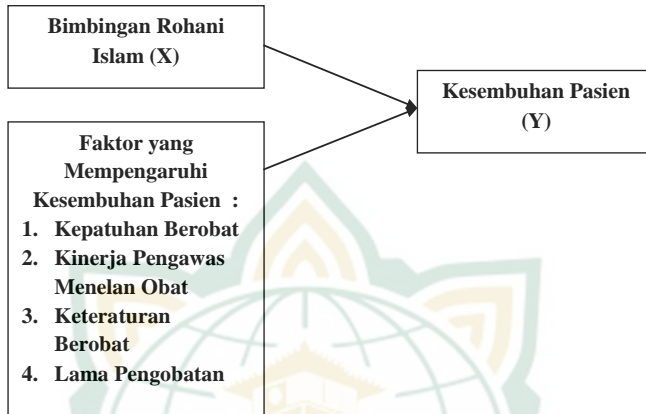 Bimbingan Rohani
Islam (X)
Kesembuhan Pasien
(Y)
Faktor yang
Mempengaruhi
Kesembuhan Pasien :
1. Kepatuhan Berobat
2. Kinerja Pengawas
Menelan Obat
3. Keteraturan
Berobat
4. Lama Pengobatan